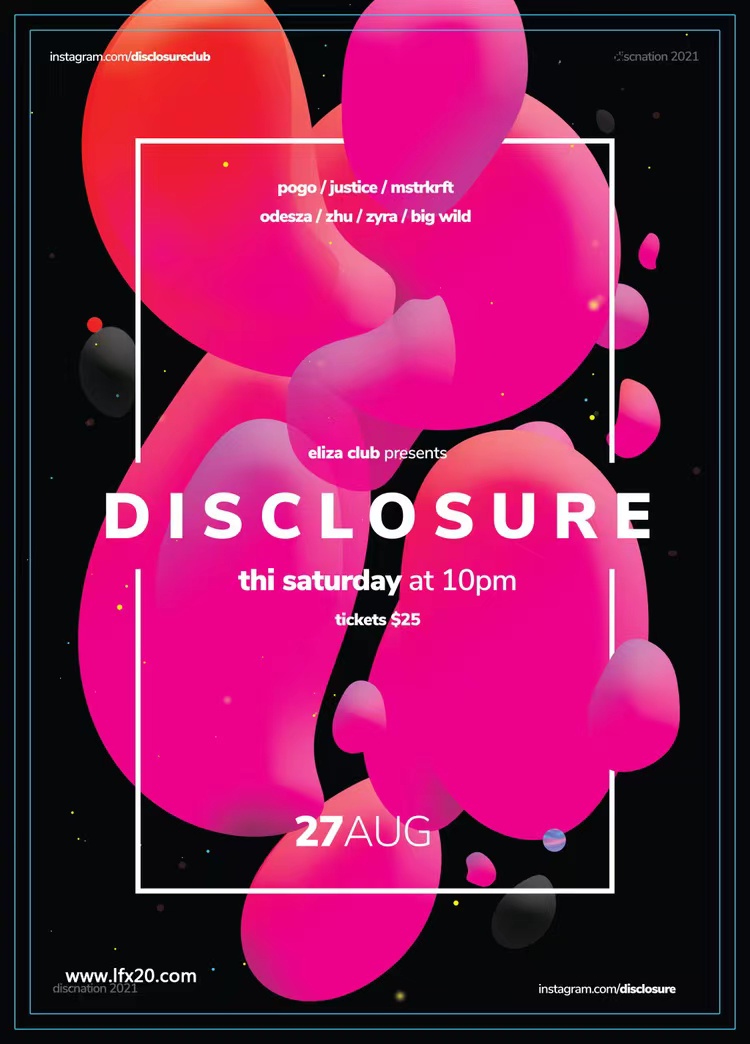 instagram.com/disclosureclub
discnation 2021
pogo / justice / mstrkrft
odesza / zhu / zyra / big wild
eliza club presents
DISCLOSURE
thi saturday at 10pm
tickets $25
27AUG
www.lfx20.com
discnation 2021
instagram.com/disclosure